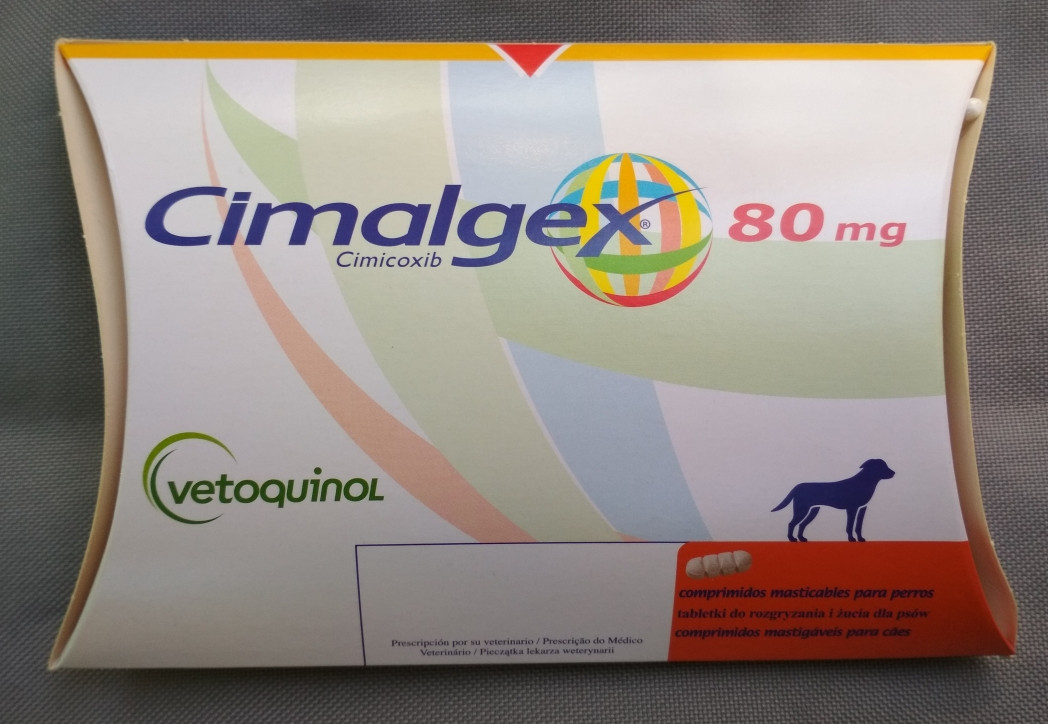 Cimalgex® 80 mg
Cimicoxib
vetoquinol
comprimidos masticables para perros
tabletki do rozgryzania i żucia dla psów
comprimidos mastigáveis para cães
Prescripción por su veterinario / Prescrição do Médico
Veterinário / Pieczątka lekarza weterynarii